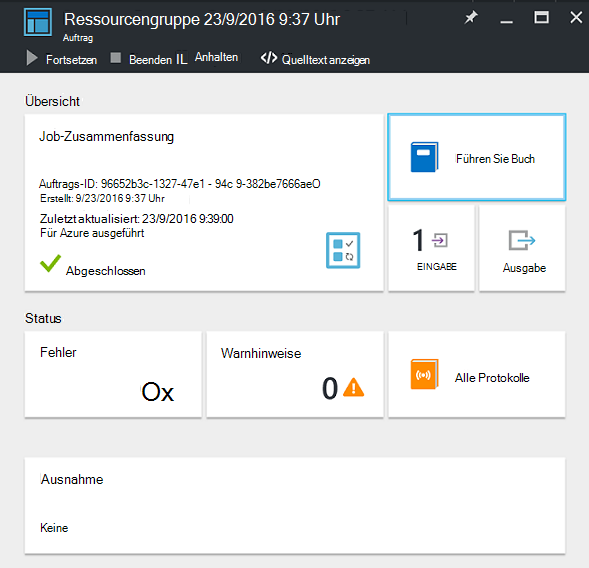 Ressourcengruppe 23/9/2016 9:37 Uhr
Auftrag
Fortsetzen Beenden IL Anhalten Quelltext anzeigen
Übersicht
Job-Zusammenfassung
Auftrags-ID: 96652b3c-1327-47e1 - 94c 9-382be7666aeO
Erstellt: 9/23/2016 9:37 Uhr
Zuletzt aktualisiert: 23/9/2016 9:39:00
Für Azure ausgeführt
Abgeschlossen
Führen Sie Buch
1
EINGABE
Ausgabe
Status
Fehler
Ox
Warnhinweise
0
Alle Protokolle
Ausnahme
Keine